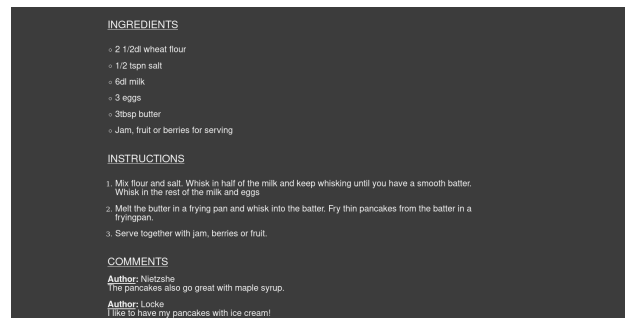 INGREDIENTS
2 1/2dl wheat flour
1/2 tspn salt
6dl milk
3 eggs
3tbsp butter
Jam, fruit or berries for serving
INSTRUCTIONS
1. Mix flour and salt. Whisk in half of the milk and keep whisking until you have a smooth batter.
Whisk in the rest of the milk and eggs
2. Melt the butter in a frying pan and whisk into the batter. Fry thin pancakes from the batter in a
fryingpan.
3. Serve together with jam, berries or fruit.
COMMENTS
Author: Nietzshe
The pancakes also go great with maple syrup.
Author: Locke
I like to have my pancakes with ice cream!